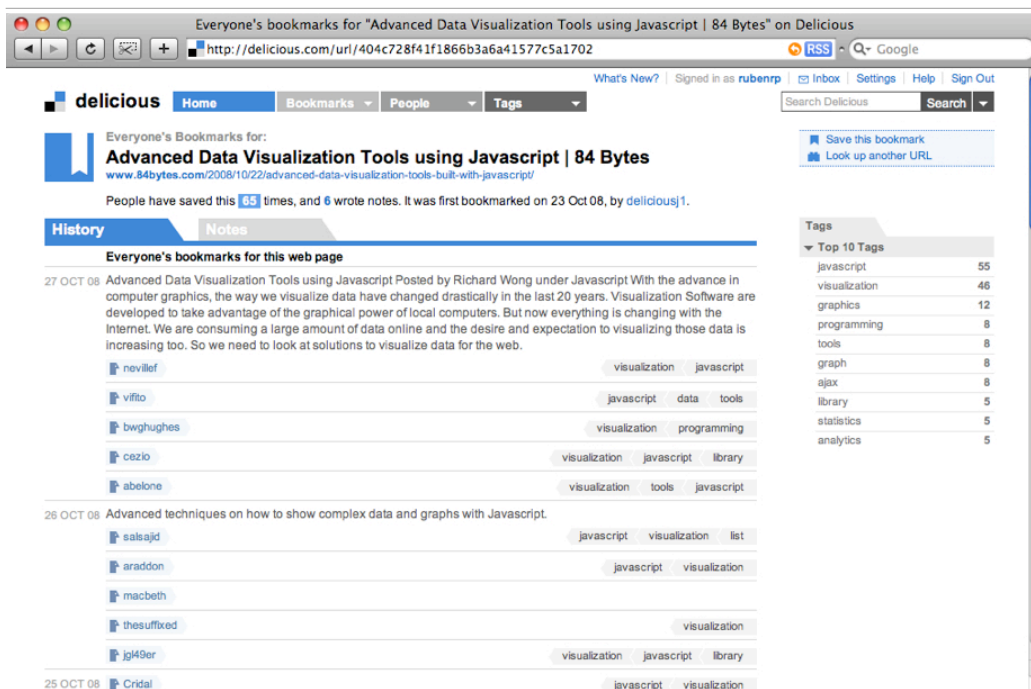 Everyone's bookmarks for "Advanced Data Visualization Tools using Javascript | 84 Bytes" on Delicious
http://delicious.com/url/404c728f41f1866b3a6a41577c5a1702
RSS
Google
What's New? Signed in as rubenrp Inbox Settings Help Sign Out
delicious Home Bookmarks People Tags
Search Delicious Search
Everyone's Bookmarks for:
Advanced Data Visualization Tools using Javascript | 84 Bytes
www.84bytes.com/2008/10/22/advanced-data-visualization-tools-built-with-javascript/
People have saved this 65 times, and 6 wrote notes. It was first bookmarked on 23 Oct 08, by deliciousj1.
Save this bookmark
Look up another URL
History Notes
Everyone's bookmarks for this web page
27 OCT 08 Advanced Data Visualization Tools using Javascript Posted by Richard Wong under Javascript With the advance in
computer graphics, the way we visualize data have changed drastically in the last 20 years. Visualization Software are
developed to take advantage of the graphical power of local computers. But now everything is changing with the
Internet. We are consuming a large amount of data online and the desire and expectation to visualizing those data is
increasing too. So we need to look at solutions to visualize data for the web.
nevillef visualization javascript
vifito javascript data tools
bwghughes visualization programming
cezio visualization javascript library
abelone visualization tools javascript
26 OCT 08 Advanced techniques on how to show complex data and graphs with Javascript.
salsajid javascript visualization list
araddon javascript visualization
macbeth
thesuffixed visualization
jgl49er visualization javascript library
25 OCT 08 Cridal javascript visualization
Tags
Top 10 Tags
javascript 55
visualization 46
graphics 12
programming 8
tools 8
graph 8
ajax 8
library 5
statistics 5
analytics 5